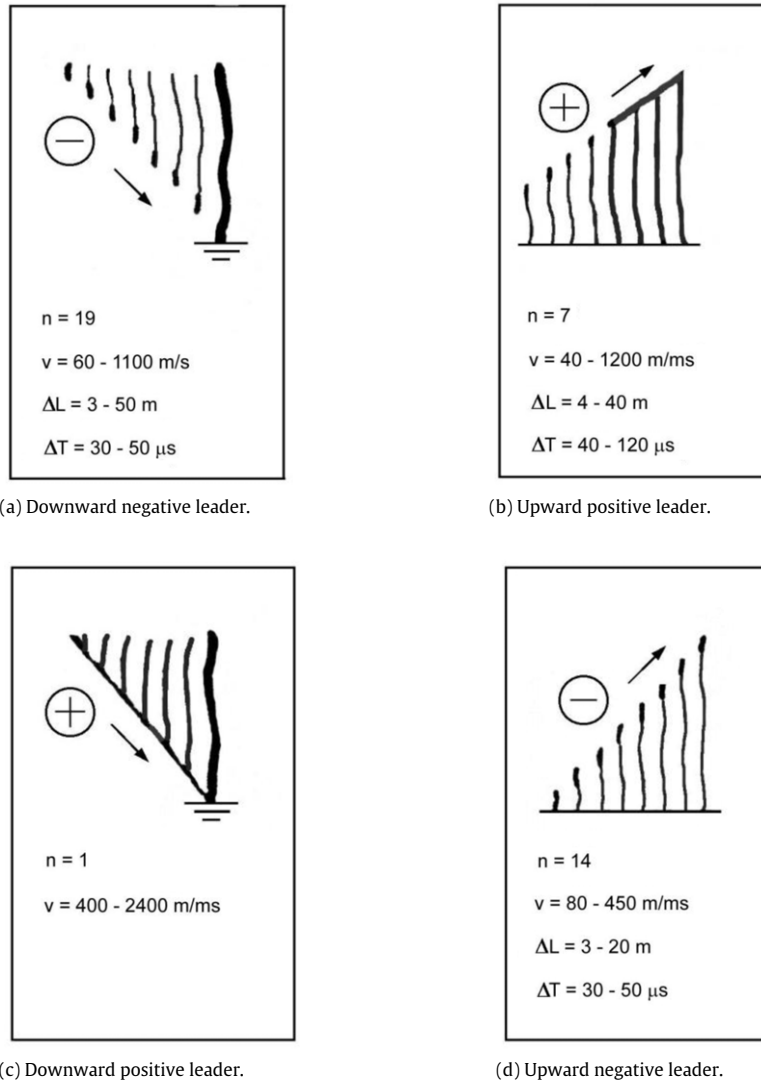 −
n = 19
v = 60 - 1100 m/s
ΔL = 3 - 50 m
ΔT = 30 - 50 μs
(a) Downward negative leader.
+
n = 7
v = 40 - 1200 m/ms
ΔL = 4 - 40 m
ΔT = 40 - 120 μs
(b) Upward positive leader.
+
n = 1
v = 400 - 2400 m/ms
(c) Downward positive leader.
−
n = 14
v = 80 - 450 m/ms
ΔL = 3 - 20 m
ΔT = 30 - 50 μs
(d) Upward negative leader.